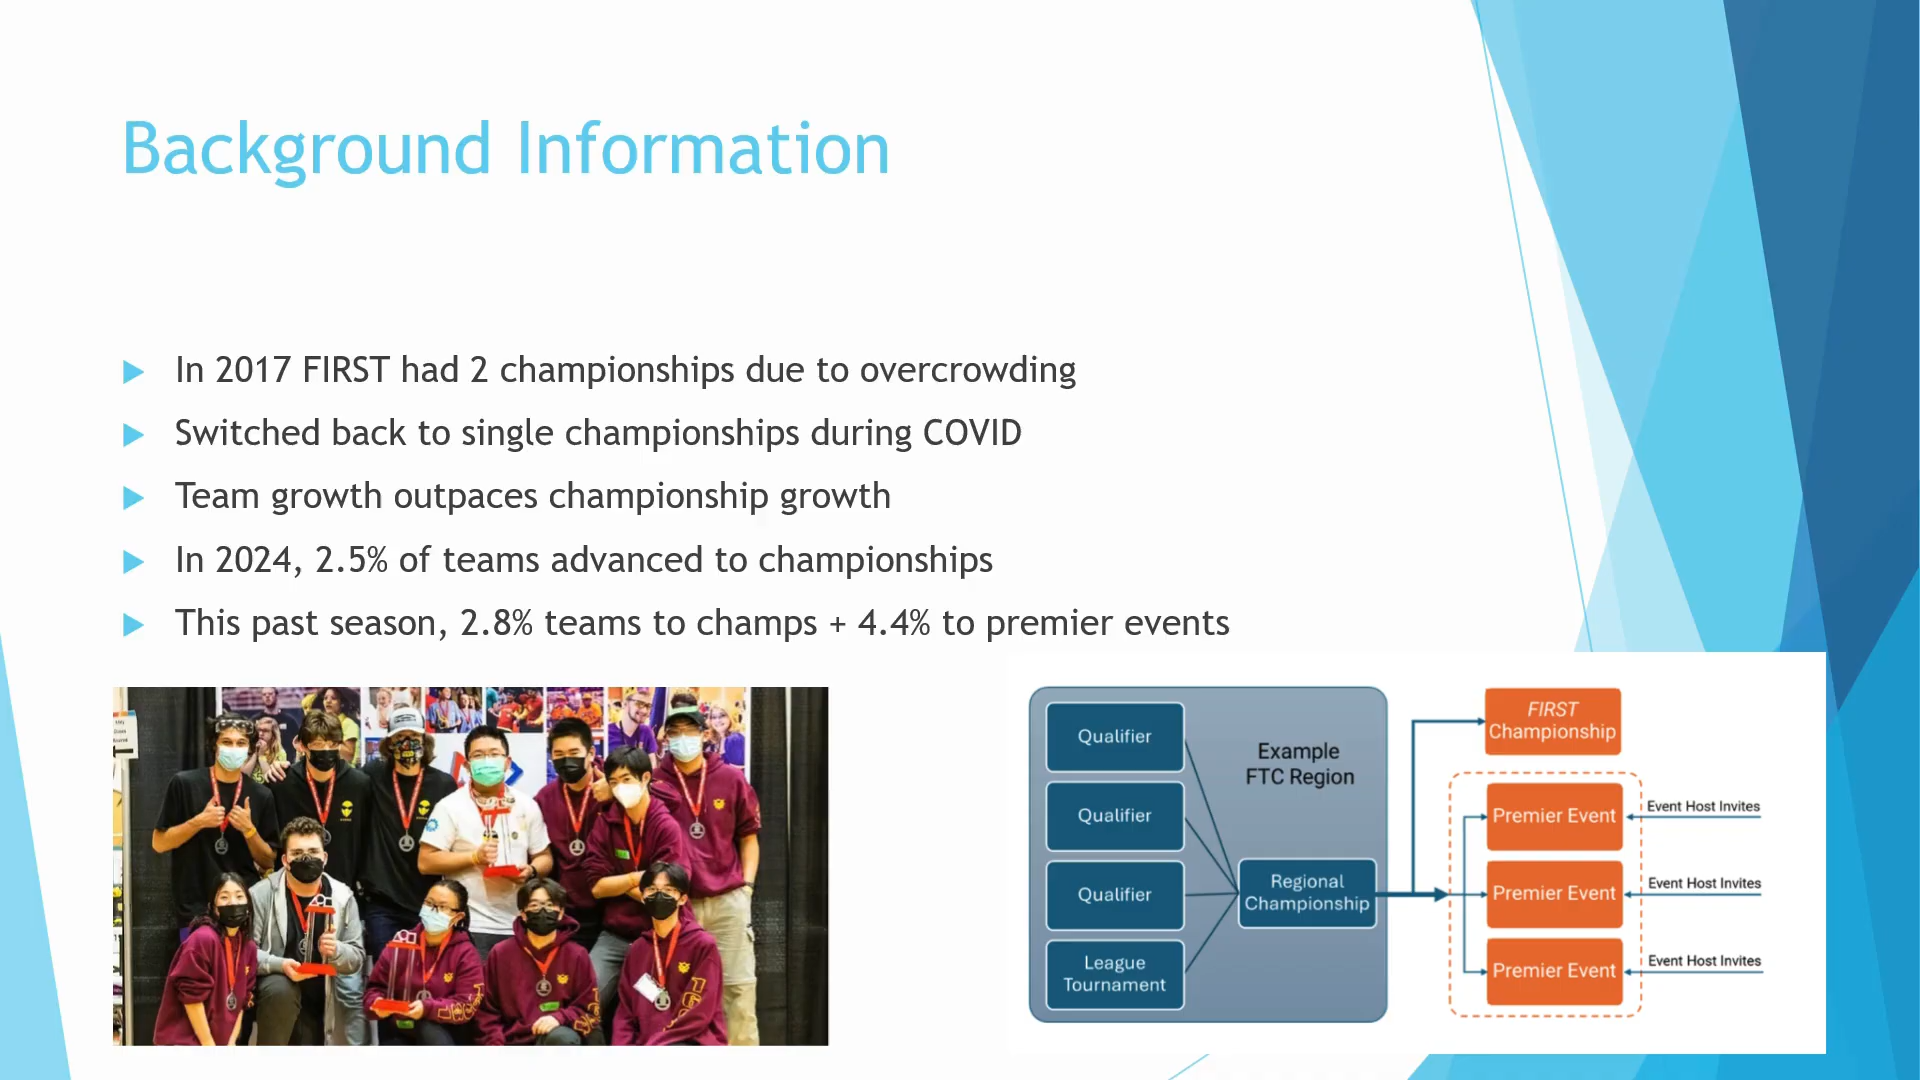 Background Information
In 2017 FIRST had 2 championships due to overcrowding
Switched back to single championships during COVID
Team growth outpaces championship growth
In 2024, 2.5% of teams advanced to championships
This past season, 2.8% teams to champs + 4.4% to premier events
Qualifier
Qualifier
Qualifier
League
Tournament
Example
FTC Region
Regional
Championship
FIRST
Championship
Premier Event
Event Host Invites
Premier Event
Event Host Invites
Premier Event
Event Host Invites